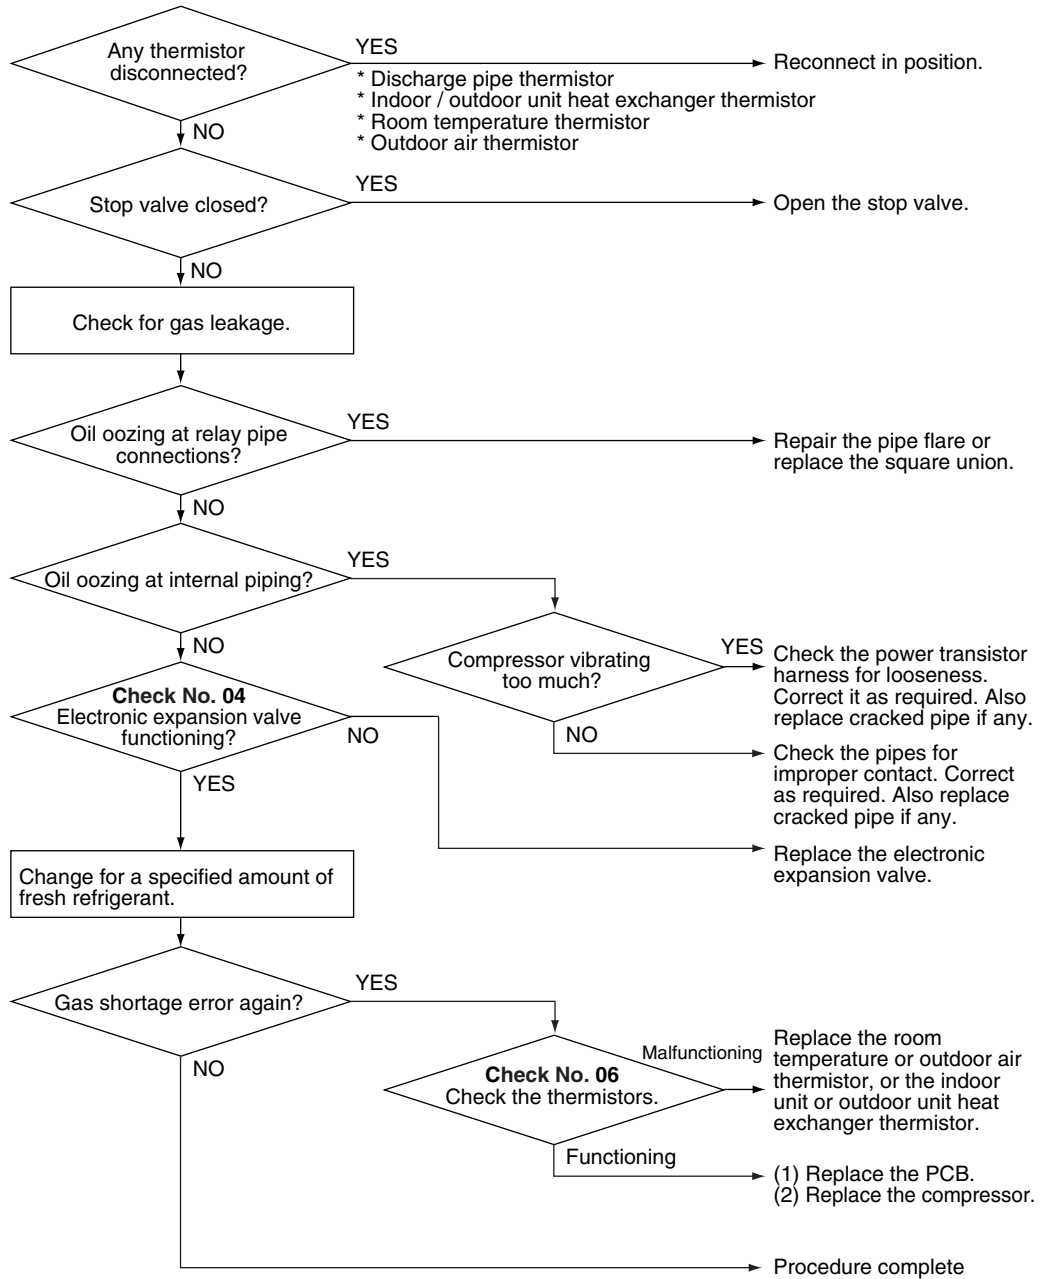 Any thermistor
disconnected?
YES
* Discharge pipe thermistor
* Indoor / outdoor unit heat exchanger thermistor
* Room temperature thermistor
* Outdoor air thermistor
Reconnect in position.
NO
Stop valve closed?
YES
Open the stop valve.
NO
Check for gas leakage.
Oil oozing at relay pipe
connections?
YES
Repair the pipe flare or
replace the square union.
NO
Oil oozing at internal piping?
YES
NO
Compressor vibrating
too much?
YES
Check the power transistor
harness for looseness.
Correct it as required. Also
replace cracked pipe if any.
NO
Check the pipes for
improper contact. Correct
as required. Also replace
cracked pipe if any.
Check No. 04
Electronic expansion valve
functioning?
NO
Replace the electronic
expansion valve.
YES
Change for a specified amount of
fresh refrigerant.
Gas shortage error again?
YES
NO
Check No. 06
Check the thermistors.
Malfunctioning
Replace the room
temperature or outdoor air
thermistor, or the indoor
unit or outdoor unit heat
exchanger thermistor.
Functioning
(1) Replace the PCB.
(2) Replace the compressor.
Procedure complete